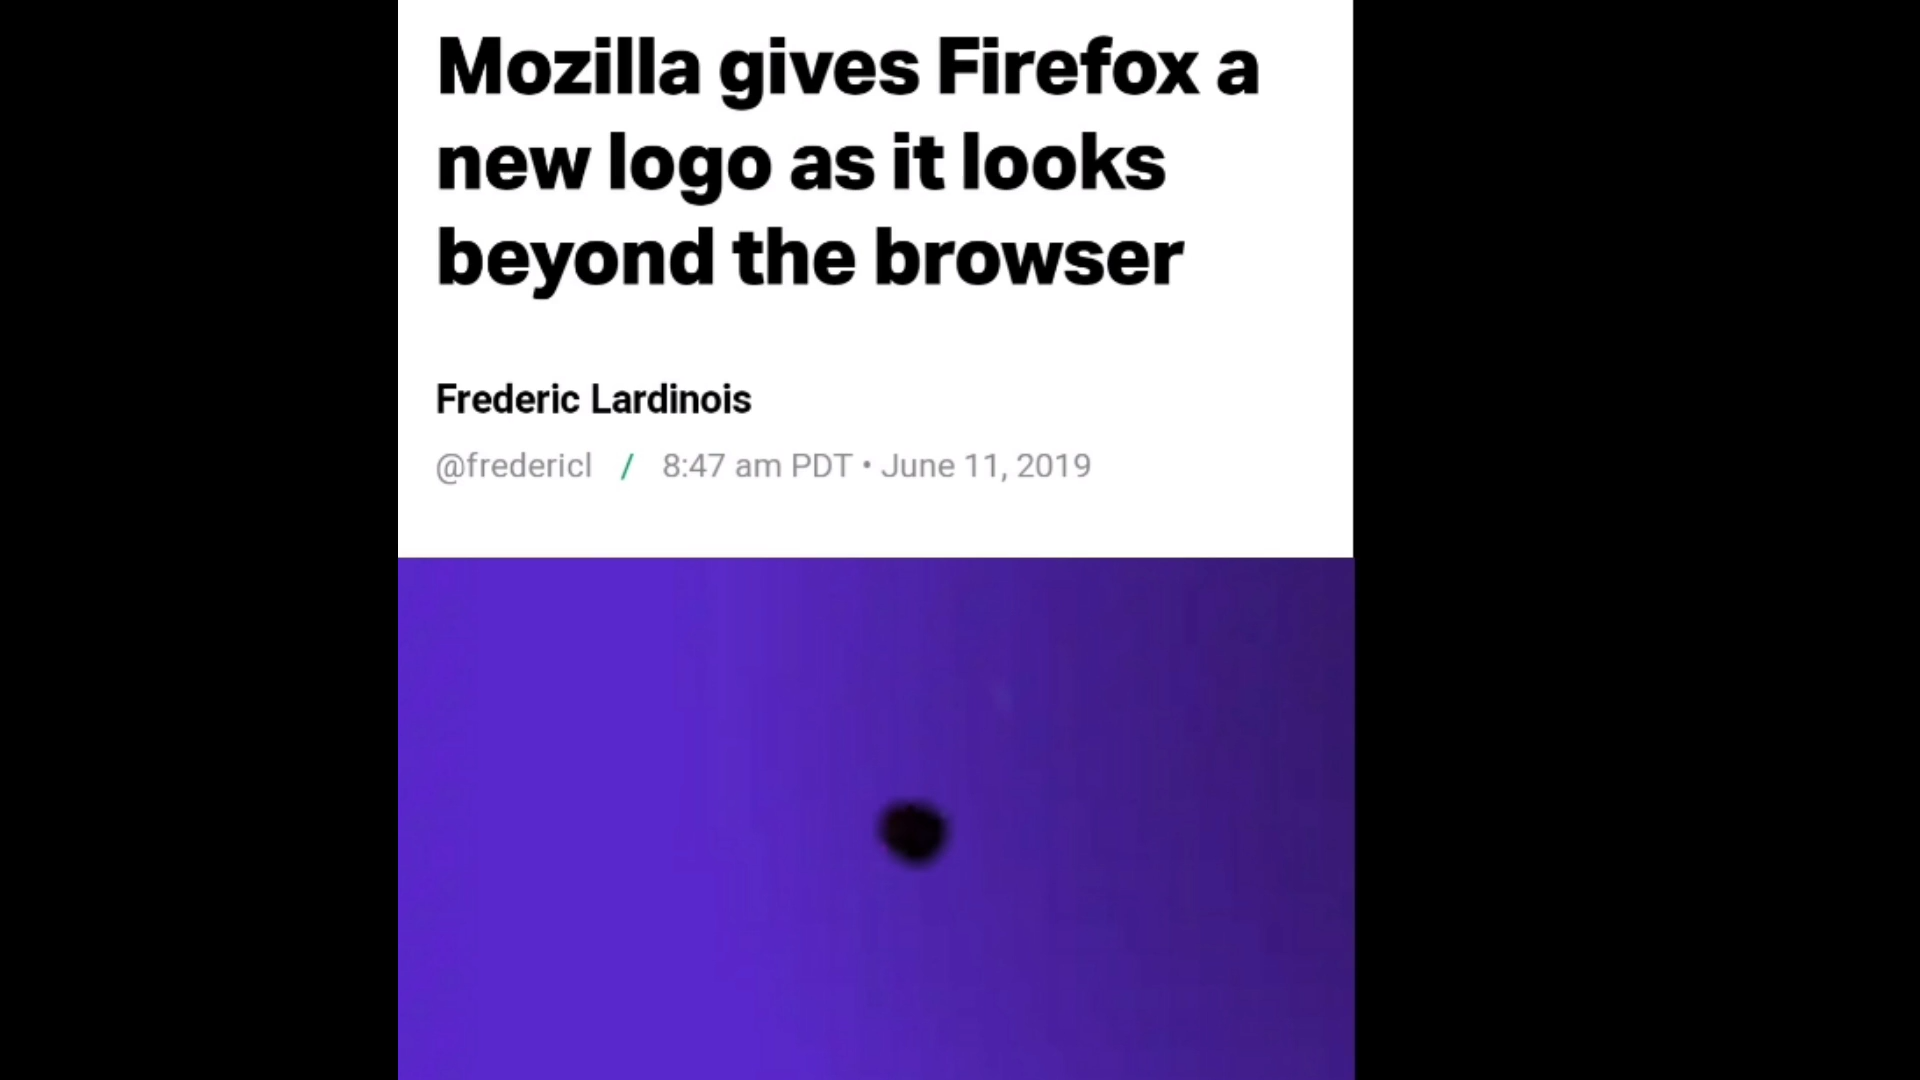 Mozilla gives Firefox a
new logo as it looks
beyond the browser
Frederic Lardinois
@fredericl / 8:47 am PDT • June 11, 2019